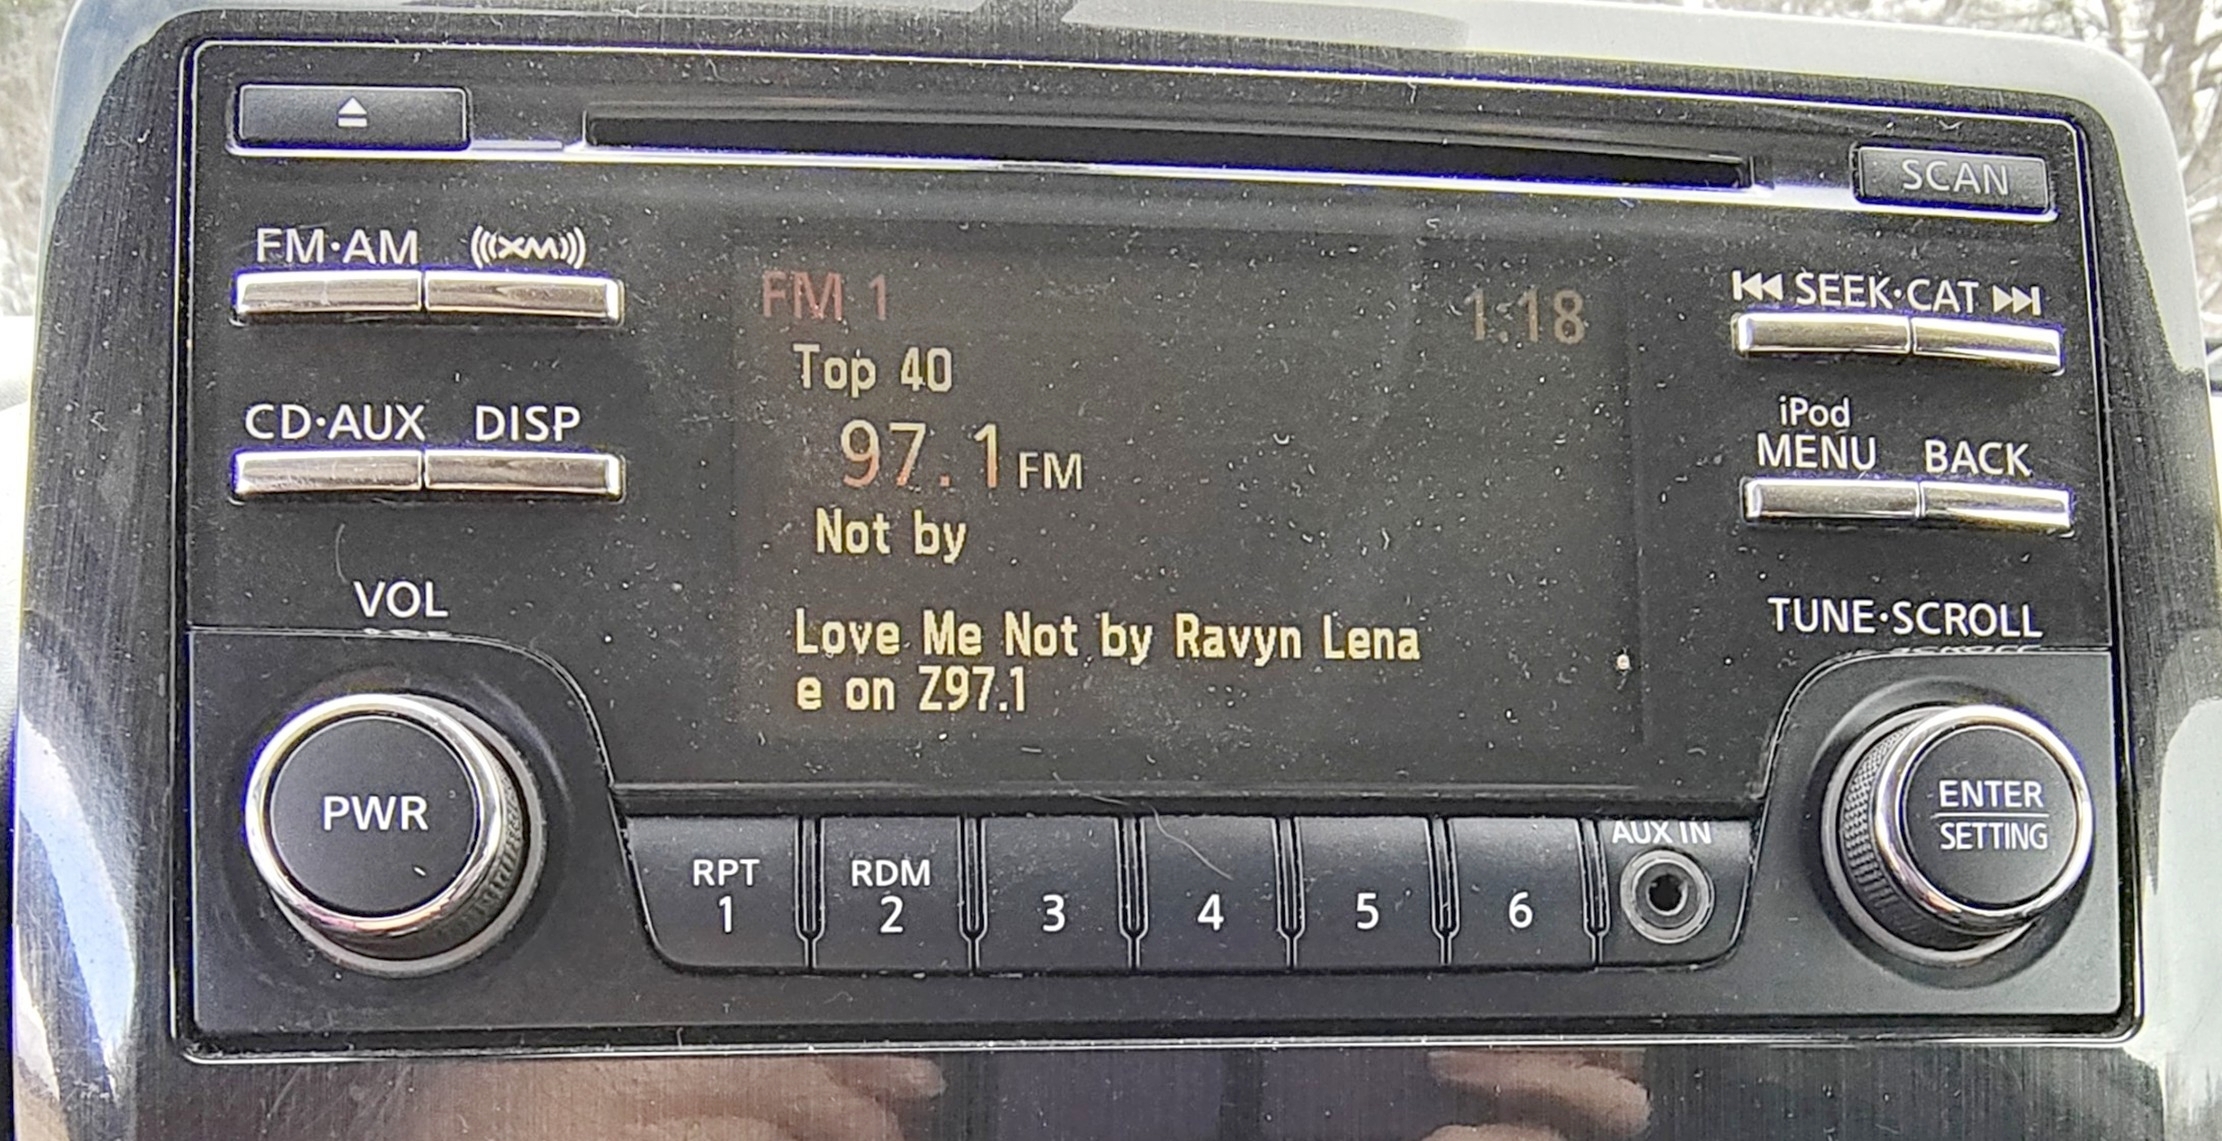 SCAN
FM·AM (((XM)))
SEEK·CAT
FM 1 1:18
Top 40
CD·AUX DISP
97.1 FM
iPod
MENU BACK
Not by
VOL
TUNE·SCROLL
Love Me Not by Ravyn Lena
e on Z97.1
PWR
ENTER
SETTING
AUX IN
RPT RDM
1 2 3 4 5 6